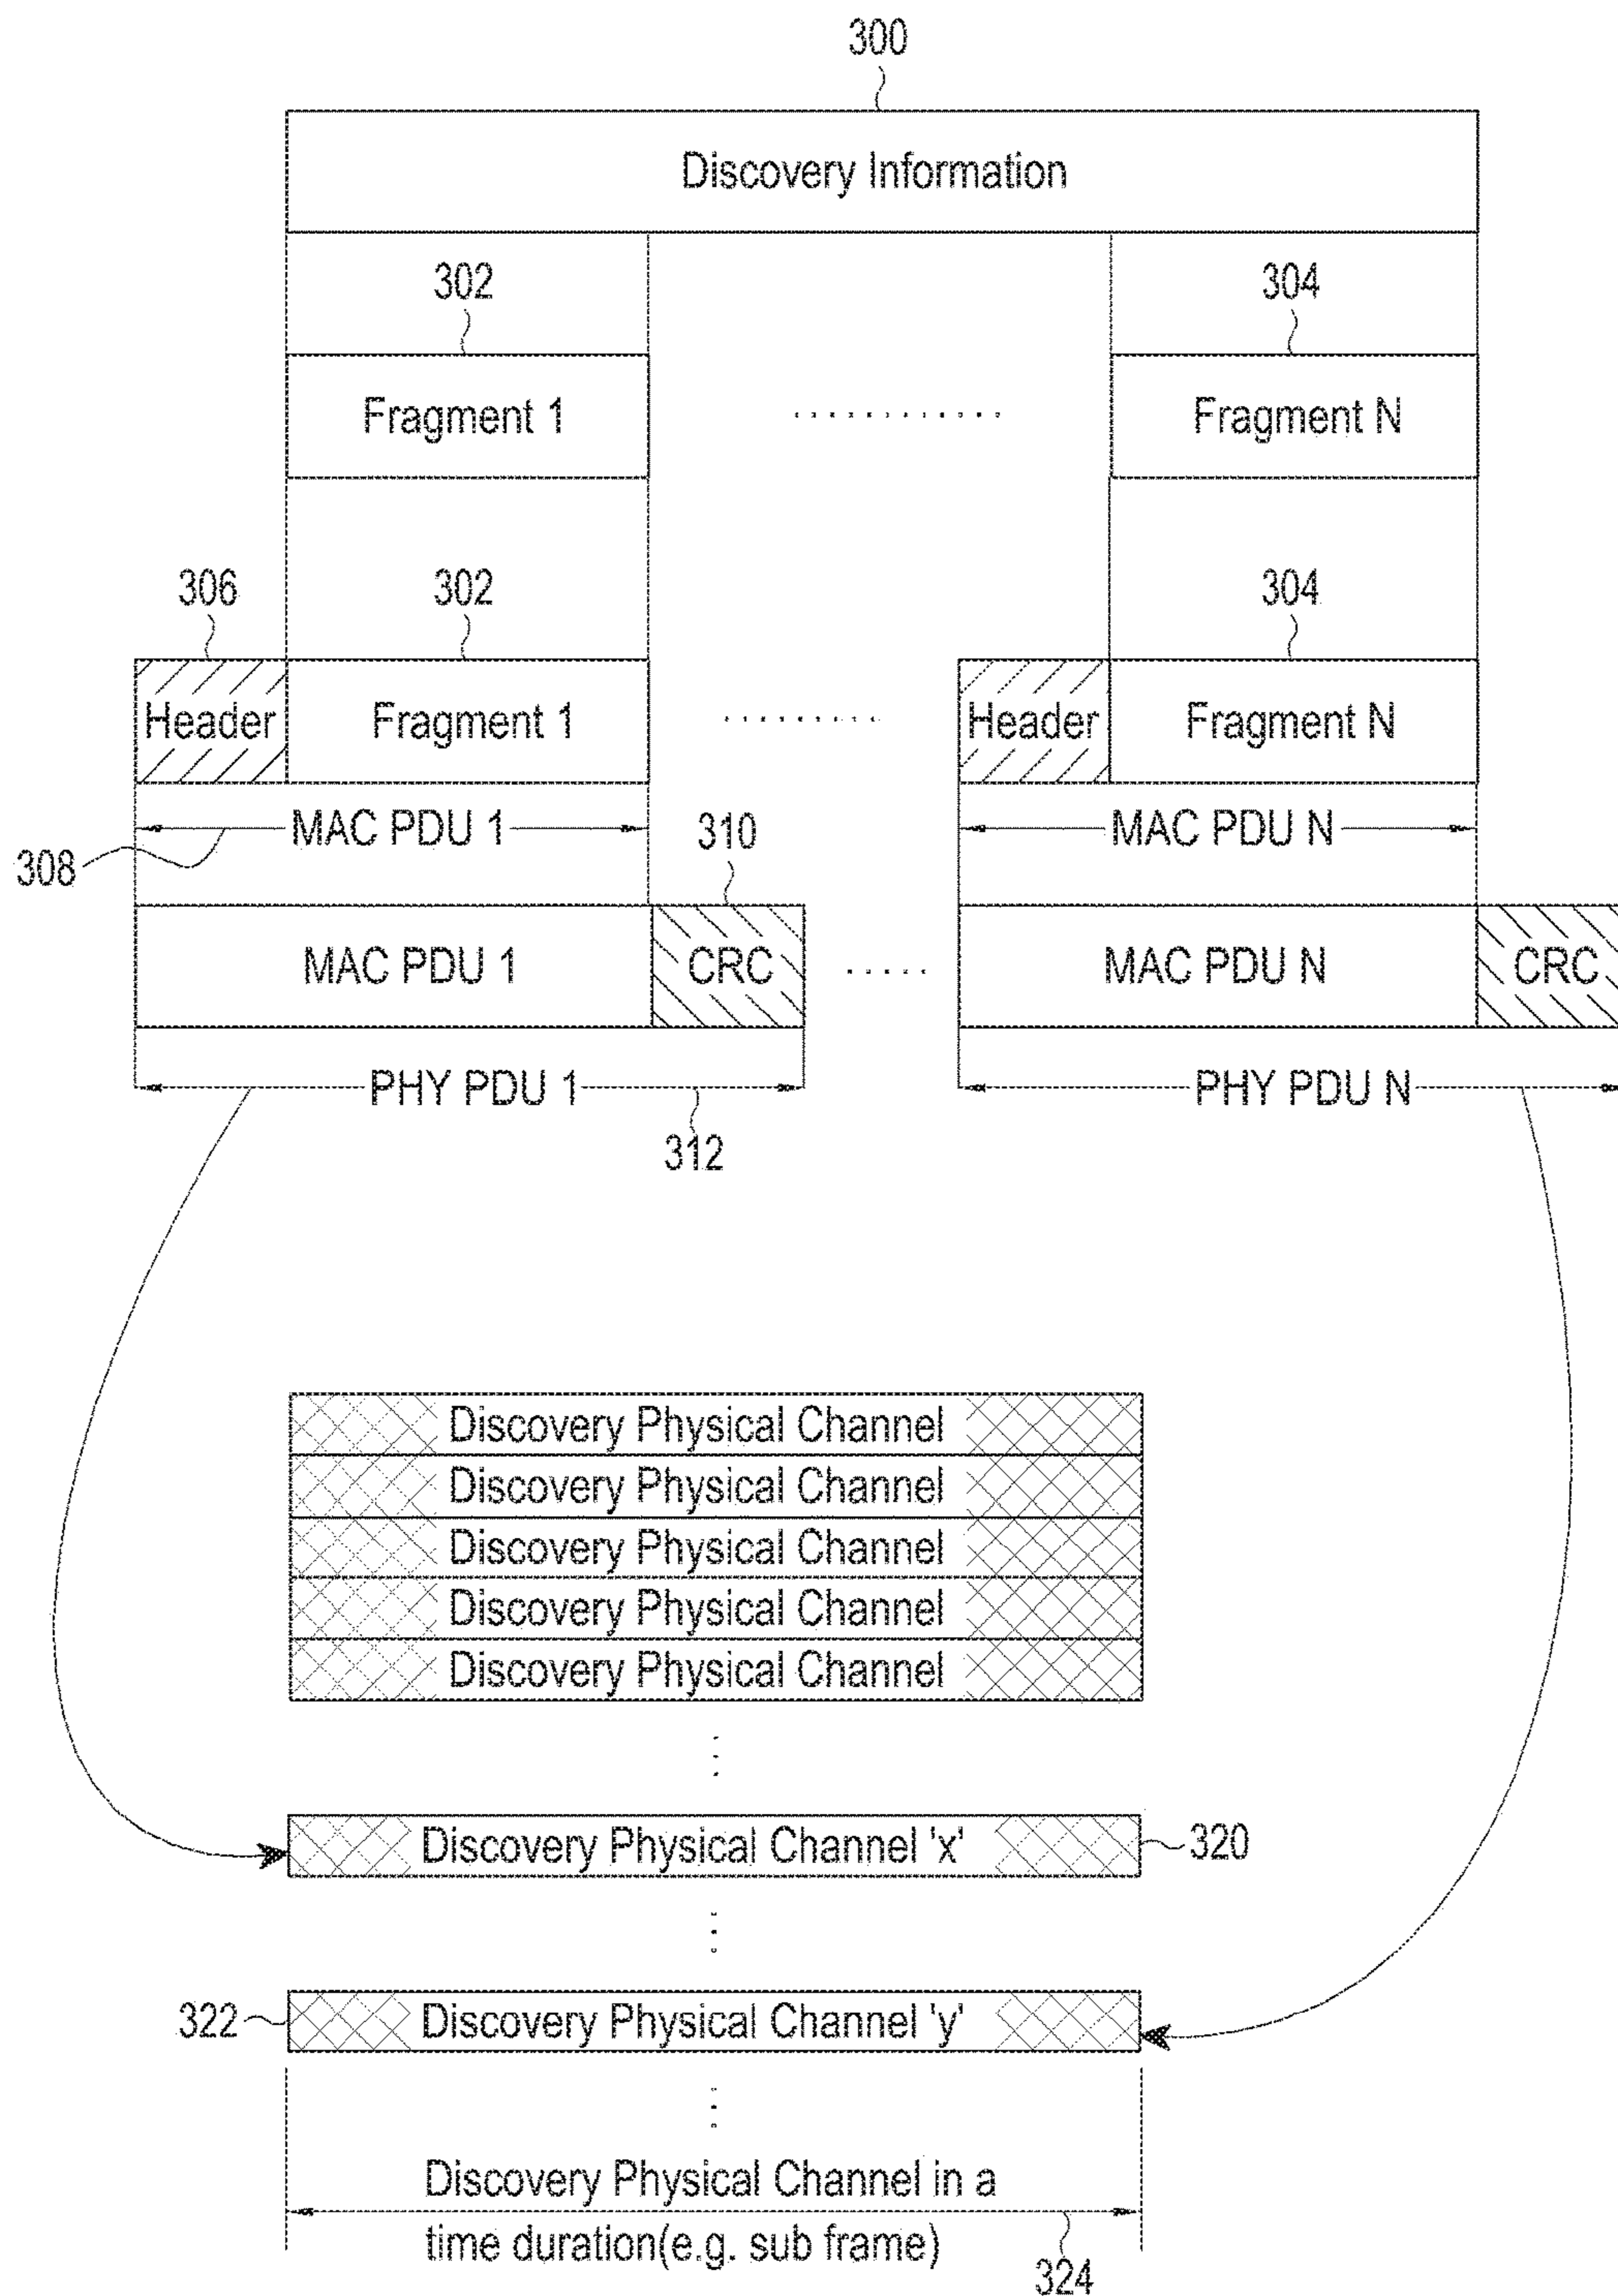 300
Discovery Information
302
304
Fragment 1
Fragment N
306
302
304
Header
Fragment 1
Header
Fragment N
MAC PDU 1
MAC PDU N
308
310
MAC PDU 1
CRC
MAC PDU N
CRC
PHY PDU 1
PHY PDU N
312
Discovery Physical Channel
Discovery Physical Channel
Discovery Physical Channel
Discovery Physical Channel
Discovery Physical Channel
Discovery Physical Channel 'x'
320
322
Discovery Physical Channel 'y'
Discovery Physical Channel in a
time duration(e.g. sub frame)
324